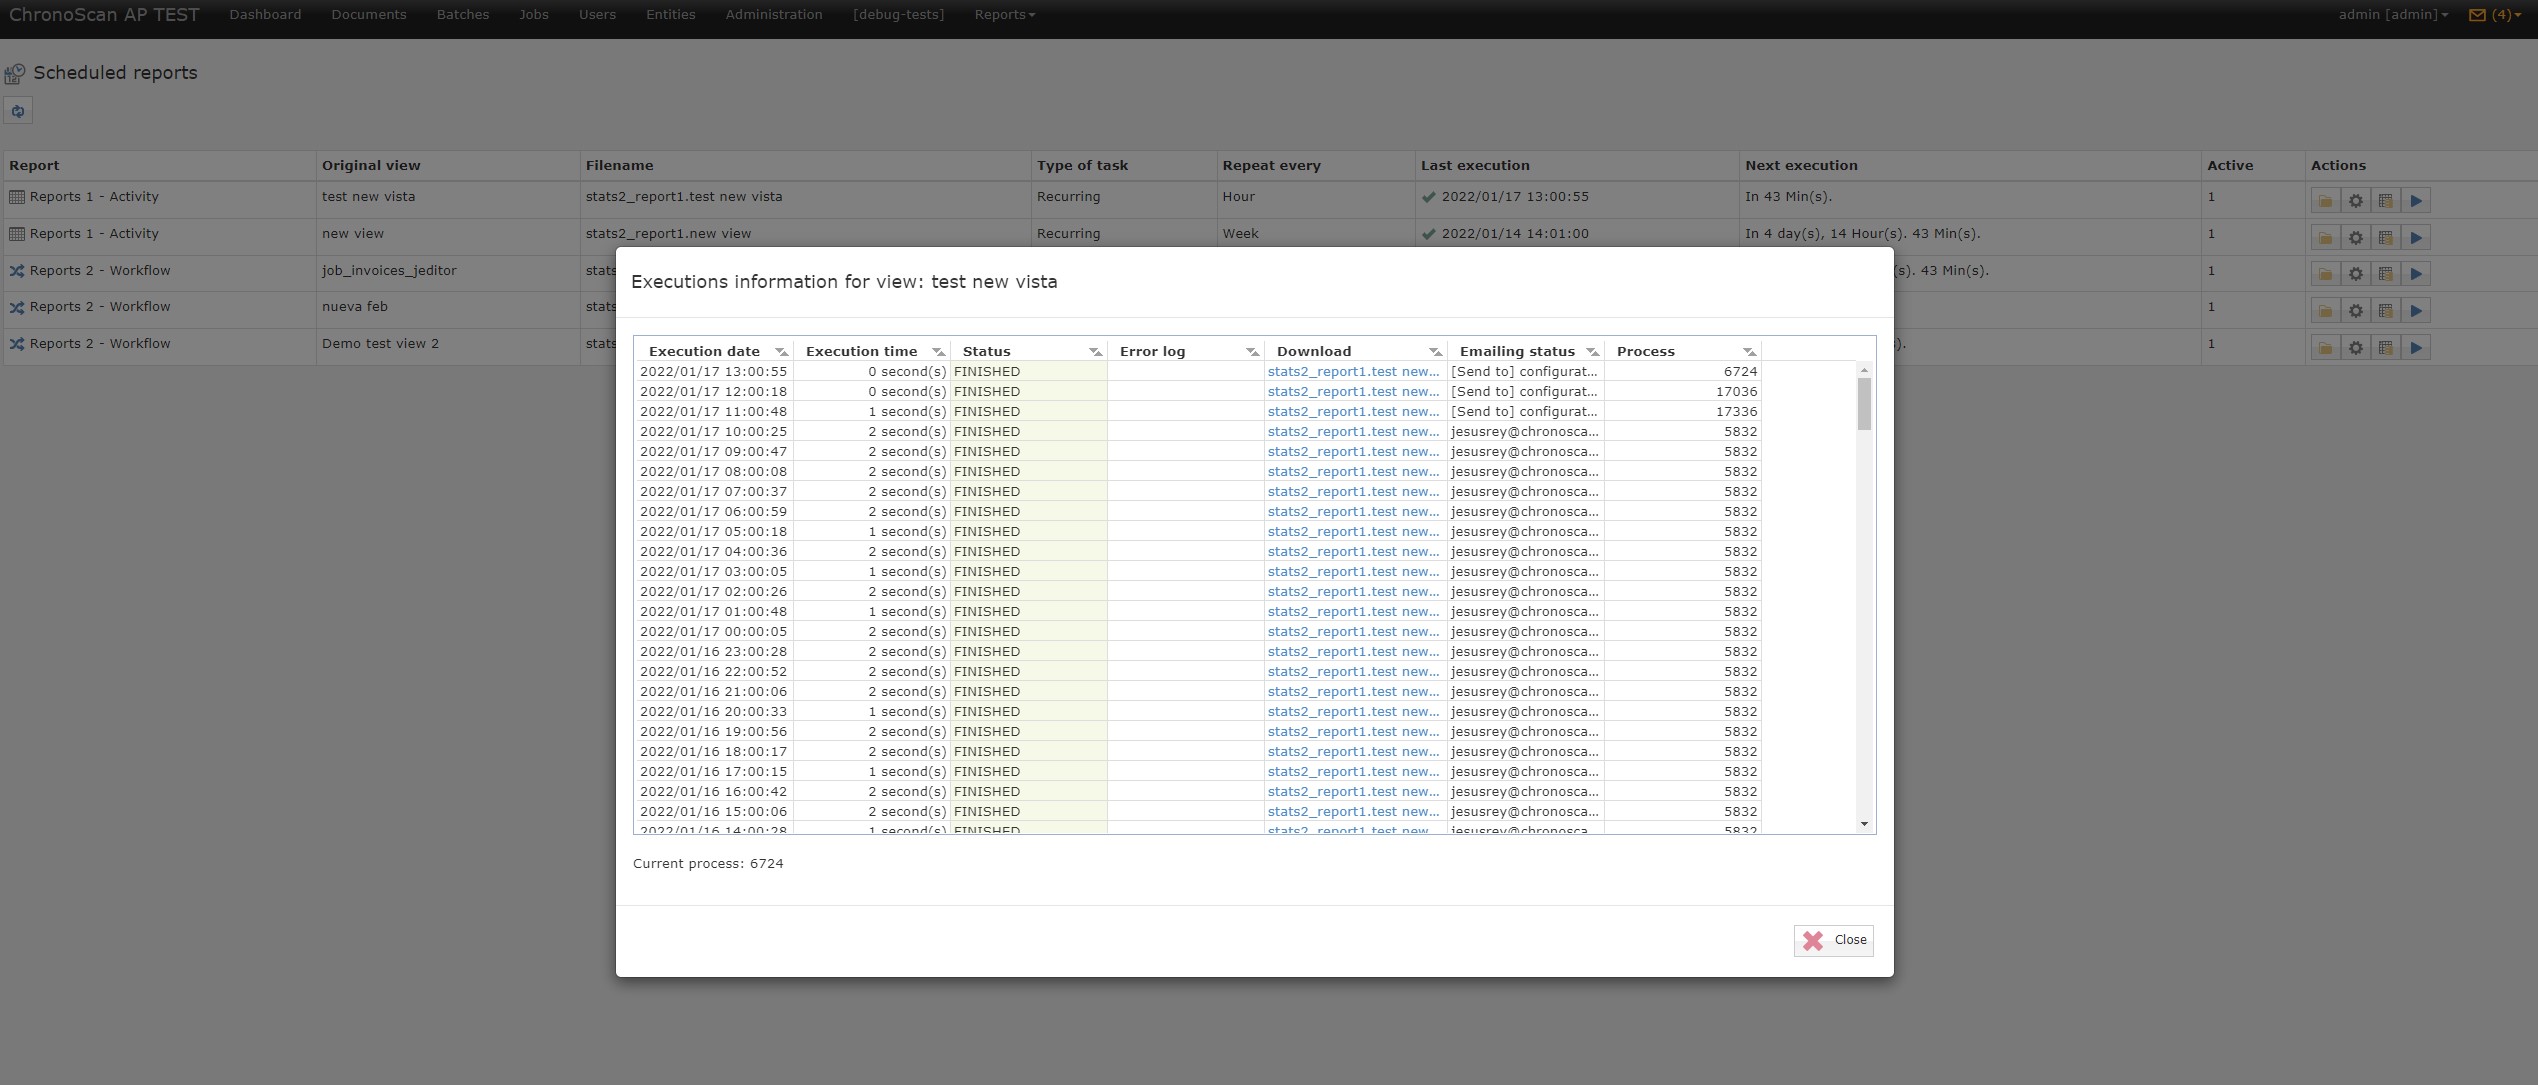 ChronoScan AP TEST Dashboard Documents Batches Jobs Users Entities Administration [debug-tests] Reports admin [admin] (4)
Scheduled reports
Report Original view Filename Type of task Repeat every Last execution Next execution Active Actions
Reports 1 - Activity test new vista stats2_report1.test new vista Recurring Hour 2022/01/17 13:00:55 In 43 Min(s). 1
Reports 1 - Activity new view stats2_report1.new view Recurring Week 2022/01/14 14:01:00 In 4 day(s), 14 Hour(s). 43 Min(s). 1
Reports 2 - Workflow job_invoices_jeditor stats (s). 43 Min(s). 1
Reports 2 - Workflow nueva feb stats 1
Reports 2 - Workflow Demo test view 2 stats ). 1
Executions information for view: test new vista
Execution date Execution time Status Error log Download Emailing status Process
2022/01/17 13:00:55 0 second(s) FINISHED stats2_report1.test new... [Send to] configurat... 6724
2022/01/17 12:00:18 0 second(s) FINISHED stats2_report1.test new... [Send to] configurat... 17036
2022/01/17 11:00:48 1 second(s) FINISHED stats2_report1.test new... [Send to] configurat... 17336
2022/01/17 10:00:25 2 second(s) FINISHED stats2_report1.test new... jesusrey@chronosca... 5832
2022/01/17 09:00:47 2 second(s) FINISHED stats2_report1.test new... jesusrey@chronosca... 5832
2022/01/17 08:00:08 2 second(s) FINISHED stats2_report1.test new... jesusrey@chronosca... 5832
2022/01/17 07:00:37 2 second(s) FINISHED stats2_report1.test new... jesusrey@chronosca... 5832
2022/01/17 06:00:59 2 second(s) FINISHED stats2_report1.test new... jesusrey@chronosca... 5832
2022/01/17 05:00:18 1 second(s) FINISHED stats2_report1.test new... jesusrey@chronosca... 5832
2022/01/17 04:00:36 2 second(s) FINISHED stats2_report1.test new... jesusrey@chronosca... 5832
2022/01/17 03:00:05 1 second(s) FINISHED stats2_report1.test new... jesusrey@chronosca... 5832
2022/01/17 02:00:26 2 second(s) FINISHED stats2_report1.test new... jesusrey@chronosca... 5832
2022/01/17 01:00:48 1 second(s) FINISHED stats2_report1.test new... jesusrey@chronosca... 5832
2022/01/17 00:00:05 2 second(s) FINISHED stats2_report1.test new... jesusrey@chronosca... 5832
2022/01/16 23:00:28 2 second(s) FINISHED stats2_report1.test new... jesusrey@chronosca... 5832
2022/01/16 22:00:52 2 second(s) FINISHED stats2_report1.test new... jesusrey@chronosca... 5832
2022/01/16 21:00:06 2 second(s) FINISHED stats2_report1.test new... jesusrey@chronosca... 5832
2022/01/16 20:00:33 1 second(s) FINISHED stats2_report1.test new... jesusrey@chronosca... 5832
2022/01/16 19:00:56 2 second(s) FINISHED stats2_report1.test new... jesusrey@chronosca... 5832
2022/01/16 18:00:17 2 second(s) FINISHED stats2_report1.test new... jesusrey@chronosca... 5832
2022/01/16 17:00:15 1 second(s) FINISHED stats2_report1.test new... jesusrey@chronosca... 5832
2022/01/16 16:00:42 2 second(s) FINISHED stats2_report1.test new... jesusrey@chronosca... 5832
2022/01/16 15:00:06 2 second(s) FINISHED stats2_report1.test new... jesusrey@chronosca... 5832
2022/01/16 14:00:28 1 second(s) FINISHED stats2_report1.test new... jesusrey@chronosca... 5832
Current process: 6724
Close